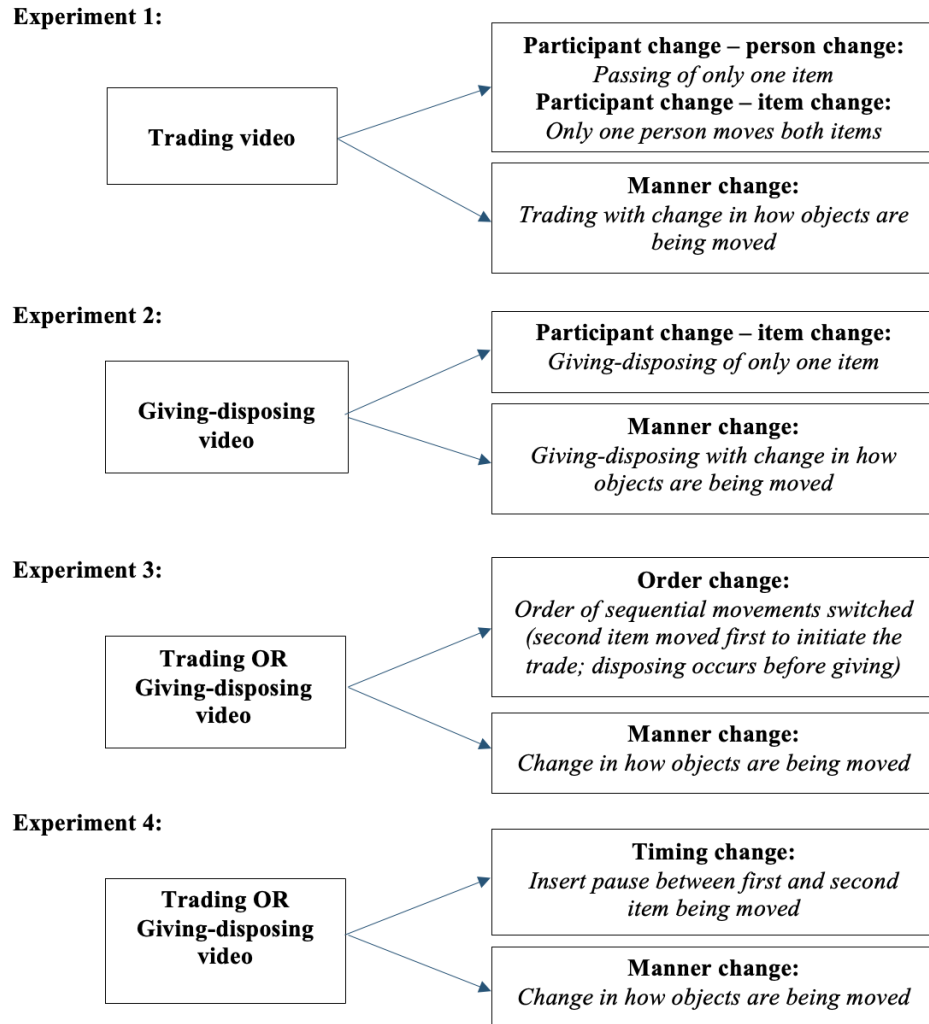 Experiment 1:
Trading video
Participant change – person change:
Passing of only one item
Participant change – item change:
Only one person moves both items
Manner change:
Trading with change in how objects are
being moved
Experiment 2:
Giving-disposing
video
Participant change – item change:
Giving-disposing of only one item
Manner change:
Giving-disposing with change in how
objects are being moved
Experiment 3:
Trading OR
Giving-disposing
video
Order change:
Order of sequential movements switched
(second item moved first to initiate the
trade; disposing occurs before giving)
Manner change:
Change in how objects are being moved
Experiment 4:
Trading OR
Giving-disposing
video
Timing change:
Insert pause between first and second
item being moved
Manner change:
Change in how objects are being moved